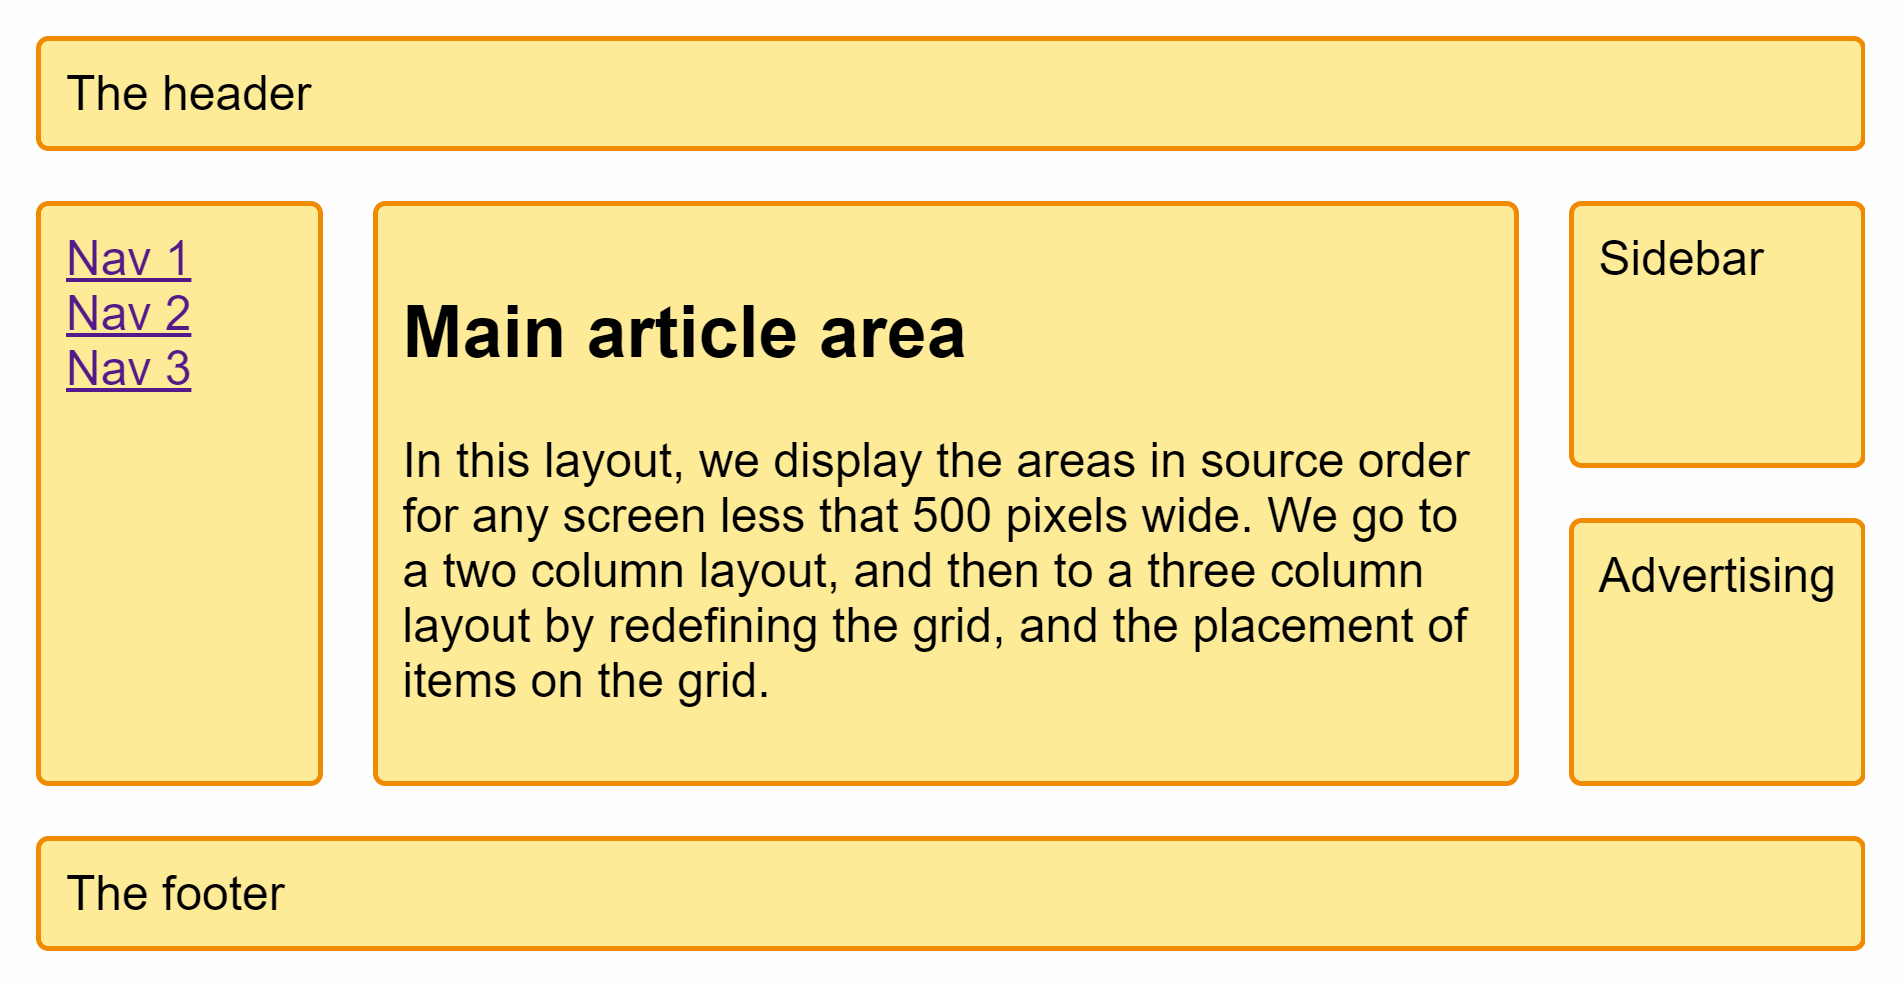 The header
Nav 1
Nav 2
Nav 3
Main article area
In this layout, we display the areas in source order
for any screen less that 500 pixels wide. We go to
a two column layout, and then to a three column
layout by redefining the grid, and the placement of
items on the grid.
Sidebar
Advertising
The footer